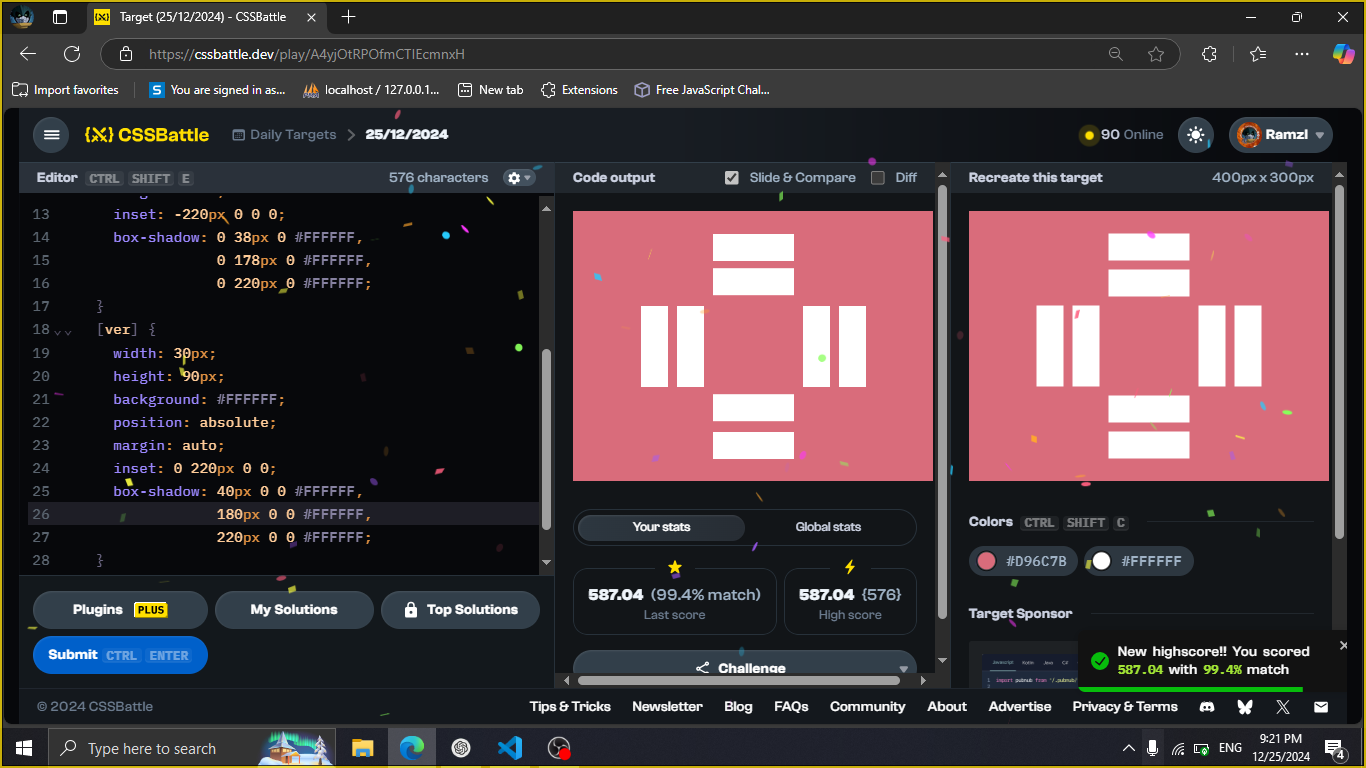 Target (25/12/2024) - CSSBattle
https://cssbattle.dev/play/A4yjOtRPOfmCTIEcmnxH
Import favorites
S You are signed in as...
localhost / 127.0.0.1...
New tab
Extensions
Free JavaScript Chal...
{X} CSSBattle
Daily Targets > 25/12/2024
90 Online
Ramzl
Editor CTRL SHIFT E
576 characters
13 inset: -220px 0 0 0;
14 box-shadow: 0 38px 0 #FFFFFF,
15 0 178px 0 #FFFFFF,
16 0 220px 0 #FFFFFF;
17 }
18 [ver] {
19 width: 30px;
20 height: 90px;
21 background: #FFFFFF;
22 position: absolute;
23 margin: auto;
24 inset: 0 220px 0 0;
25 box-shadow: 40px 0 0 #FFFFFF,
26 180px 0 0 #FFFFFF,
27 220px 0 0 #FFFFFF;
28 }
Plugins PLUS
My Solutions
Top Solutions
Submit CTRL ENTER
Code output
Slide & Compare
Diff
Your stats
Global stats
587.04 (99.4% match)
Last score
587.04 {576}
High score
Challenge
Recreate this target
400px x 300px
Colors CTRL SHIFT C
#D96C7B
#FFFFFF
Target Sponsor
New highscore!! You scored
587.04 with 99.4% match
© 2024 CSSBattle
Tips & Tricks
Newsletter
Blog
FAQs
Community
About
Advertise
Privacy & Terms
Type here to search
ENG
9:21 PM
12/25/2024
4